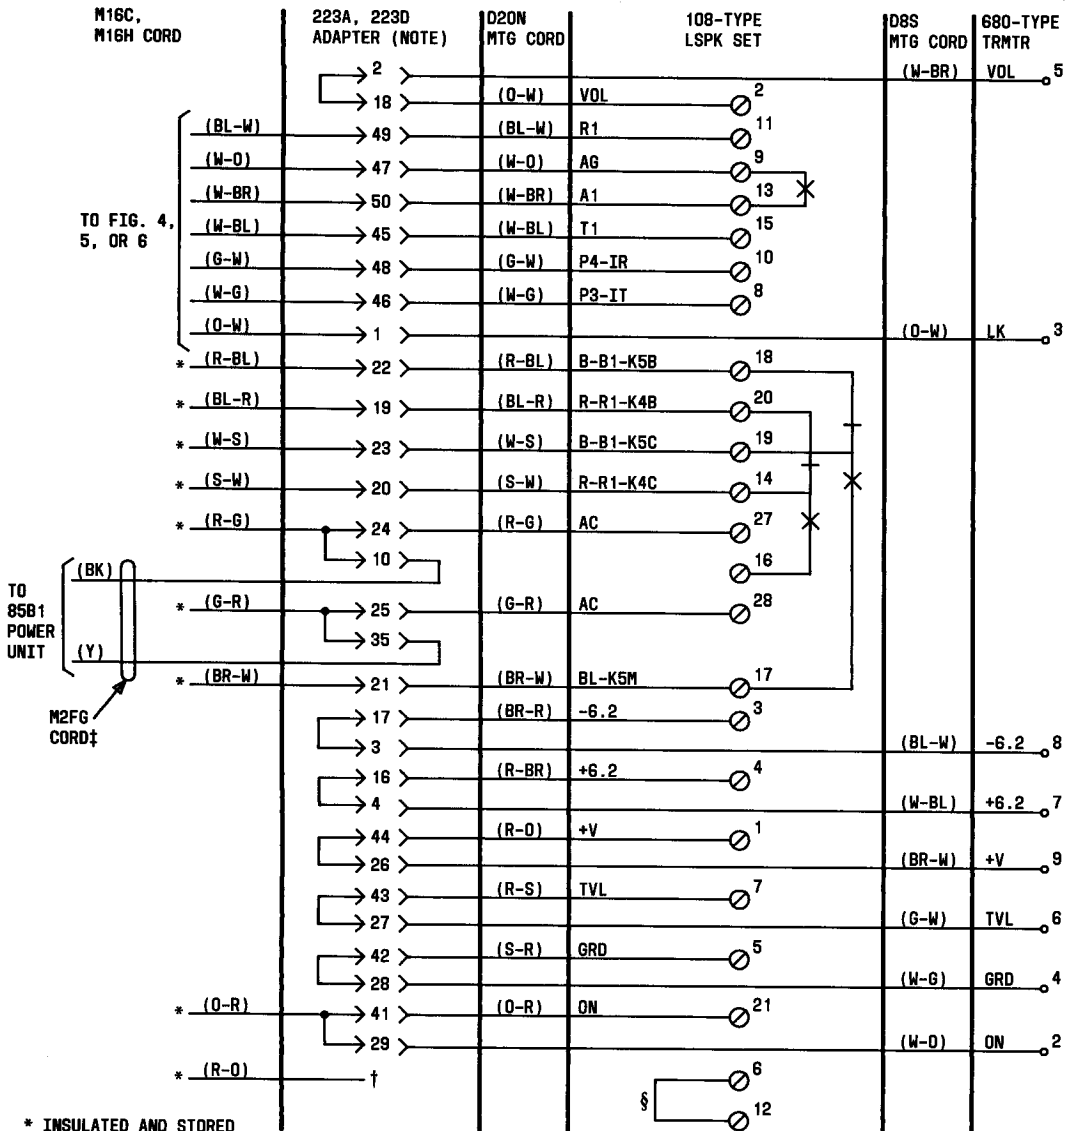 M16C, M16H CORD
223A, 223D ADAPTER (NOTE)
D20N MTG CORD
108-TYPE LSPK SET
D8S MTG CORD
680-TYPE TRMTR
2 (W-BR) VOL 5
18 (O-W) VOL 2
(BL-W) 49 (BL-W) R1 11
(W-O) 47 (W-O) AG 9
(W-BR) 50 (W-BR) A1 13
TO FIG. 4, 5, OR 6
(W-BL) 45 (W-BL) T1 15
(G-W) 48 (G-W) P4-IR 10
(W-G) 46 (W-G) P3-IT 8
(O-W) 1 (O-W) LK 3
* (R-BL) 22 (R-BL) B-B1-K5B 18
* (BL-R) 19 (BL-R) R-R1-K4B 20
* (W-S) 23 (W-S) B-B1-K5C 19
* (S-W) 20 (S-W) R-R1-K4C 14
* (R-G) 24 (R-G) AC 27
10 16
TO 85B1 POWER UNIT
(BK)
* (G-R) 25 (G-R) AC 28
35
(Y)
* (BR-W) 21 (BR-W) BL-K5M 17
M2FG CORD‡
17 (BR-R) -6.2 3
3 (BL-W) -6.2 8
16 (R-BR) +6.2 4
4 (W-BL) +6.2 7
44 (R-O) +V 1
26 (BR-W) +V 9
43 (R-S) TVL 7
27 (G-W) TVL 6
42 (S-R) GRD 5
28 (W-G) GRD 4
* (O-R) 41 (O-R) ON 21
29 (W-O) ON 2
* (R-O) † 6
§ 12
* INSULATED AND STORED